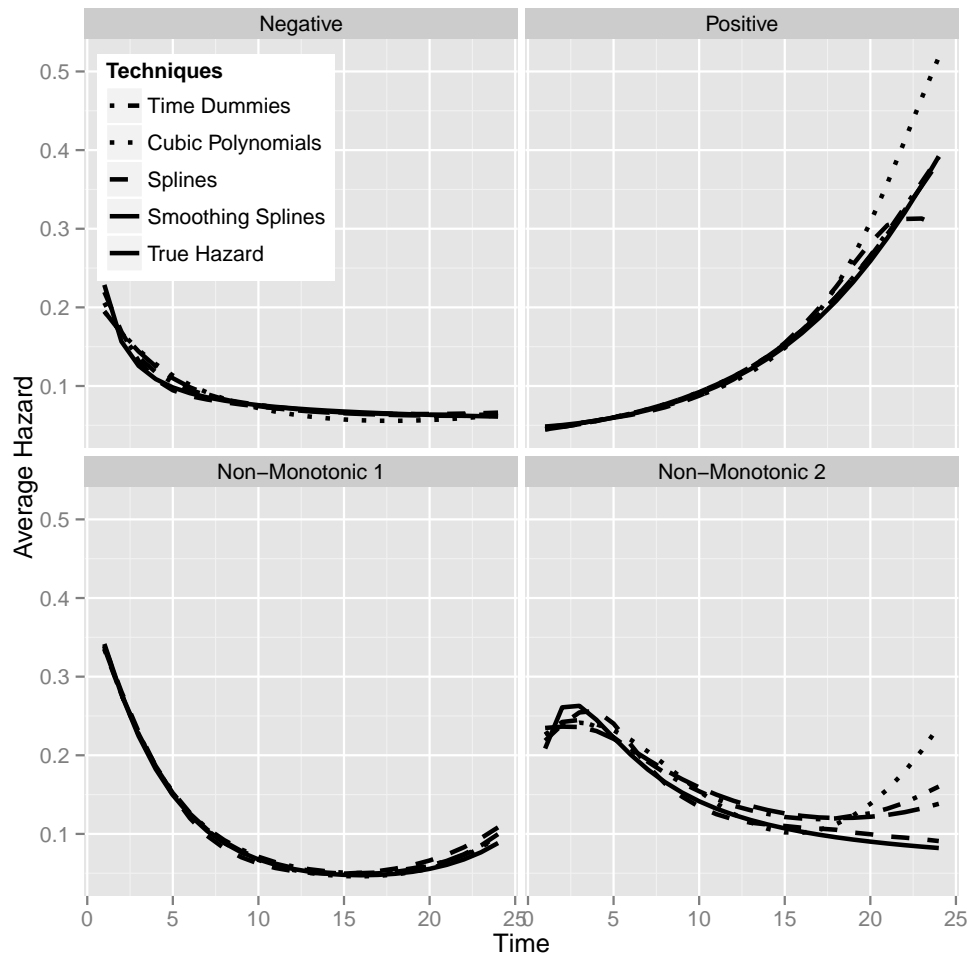 Negative
Positive
Techniques
Time Dummies
Cubic Polynomials
Splines
Smoothing Splines
True Hazard
0.5
0.4
0.3
0.2
0.1
Average Hazard
Non−Monotonic 1
Non−Monotonic 2
0.5
0.4
0.3
0.2
0.1
0 5 10 15 20 25
0 5 10 15 20 25
Time